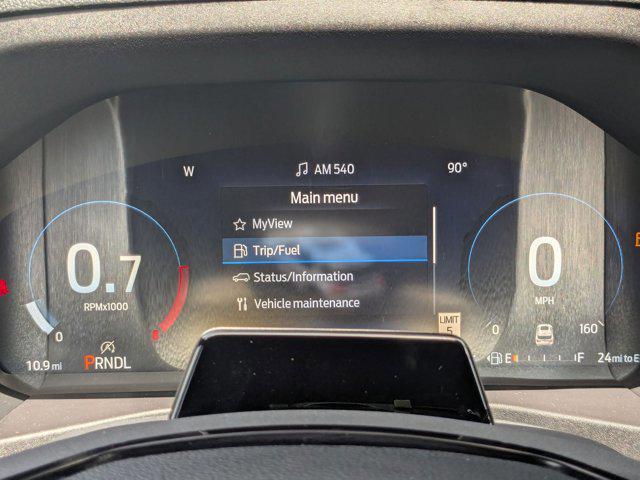 W
AM 540
90°
Main menu
MyView
Trip/Fuel
Status/Information
Vehicle maintenance
0.7
RPMx1000
0
10.9 mi
PRNDL
0
MPH
LIMIT
5
0
160
E
F
24 mi to E